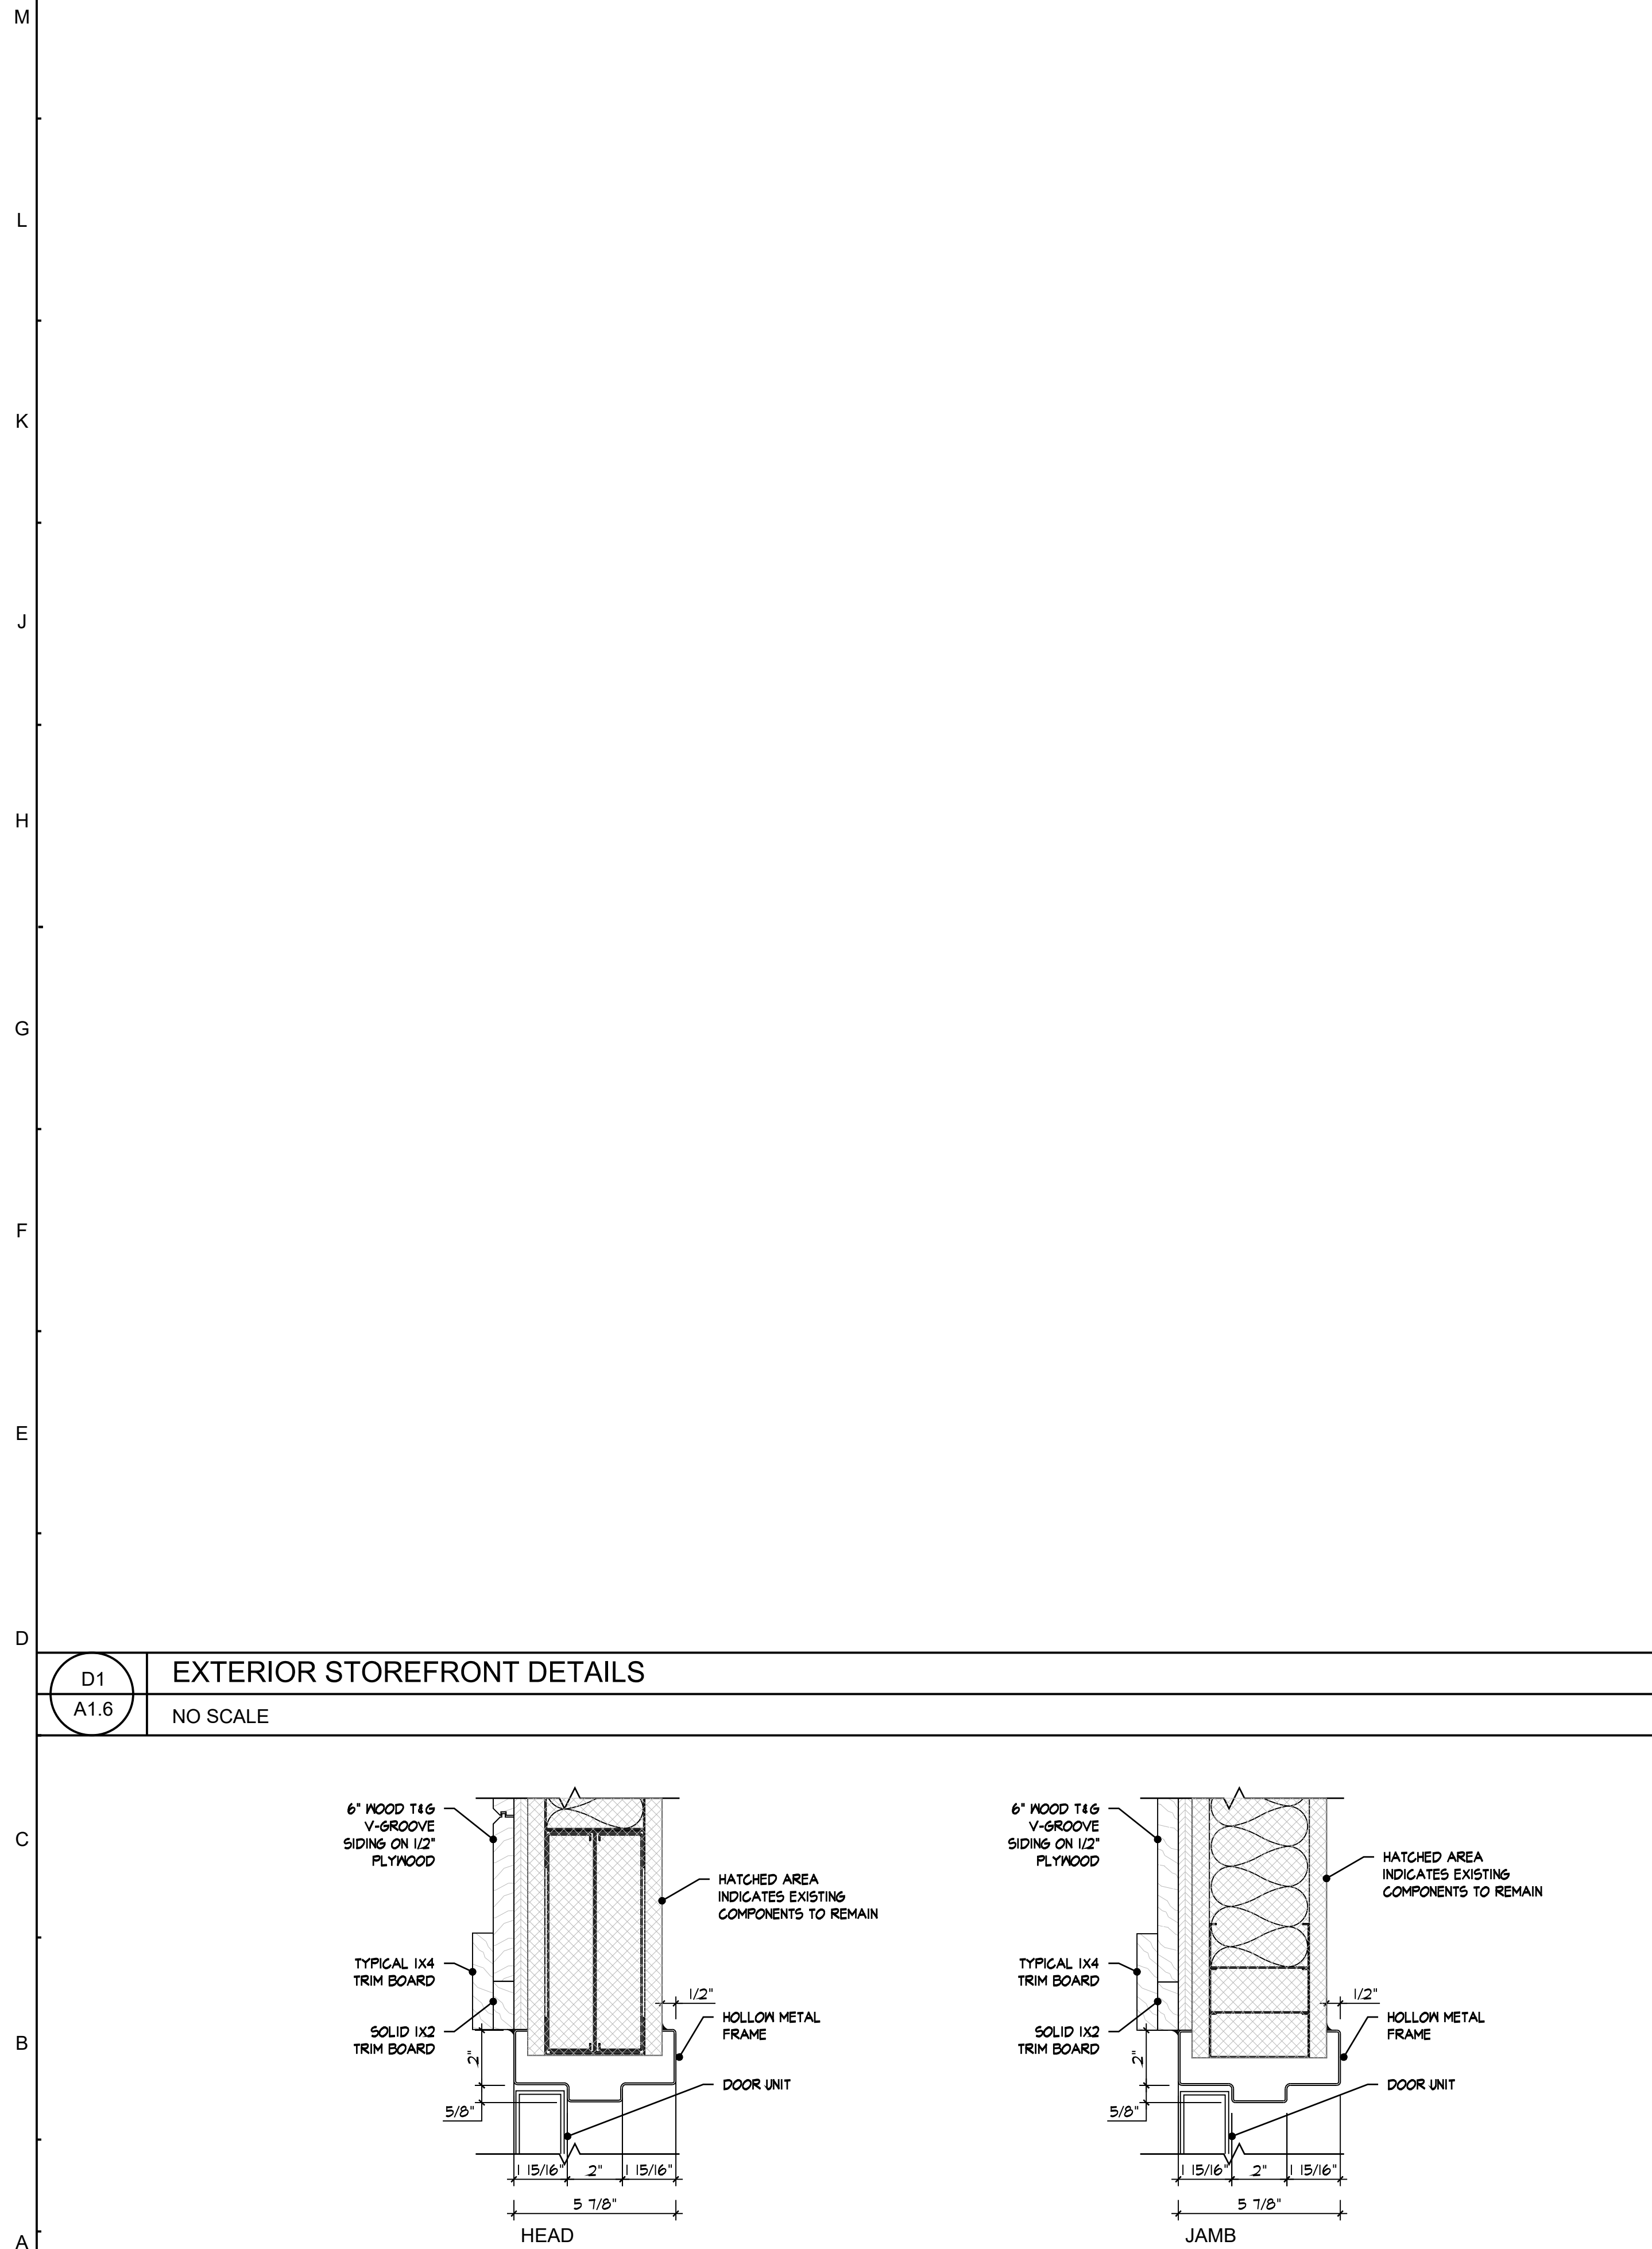 M
L
K
J
H
G
F
E
D
D1
A1.6
EXTERIOR STOREFRONT DETAILS
NO SCALE
C
6" WOOD T&G
V-GROOVE
SIDING ON 1/2"
PLYWOOD
HATCHED AREA
INDICATES EXISTING
COMPONENTS TO REMAIN
TYPICAL 1X4
TRIM BOARD
1/2"
SOLID 1X2
TRIM BOARD
HOLLOW METAL
FRAME
2"
DOOR UNIT
5/8"
1 15/16"
2"
1 15/16"
5 7/8"
HEAD
6" WOOD T&G
V-GROOVE
SIDING ON 1/2"
PLYWOOD
HATCHED AREA
INDICATES EXISTING
COMPONENTS TO REMAIN
TYPICAL 1X4
TRIM BOARD
1/2"
SOLID 1X2
TRIM BOARD
HOLLOW METAL
FRAME
2"
DOOR UNIT
5/8"
1 15/16"
2"
1 15/16"
5 7/8"
JAMB
B
A